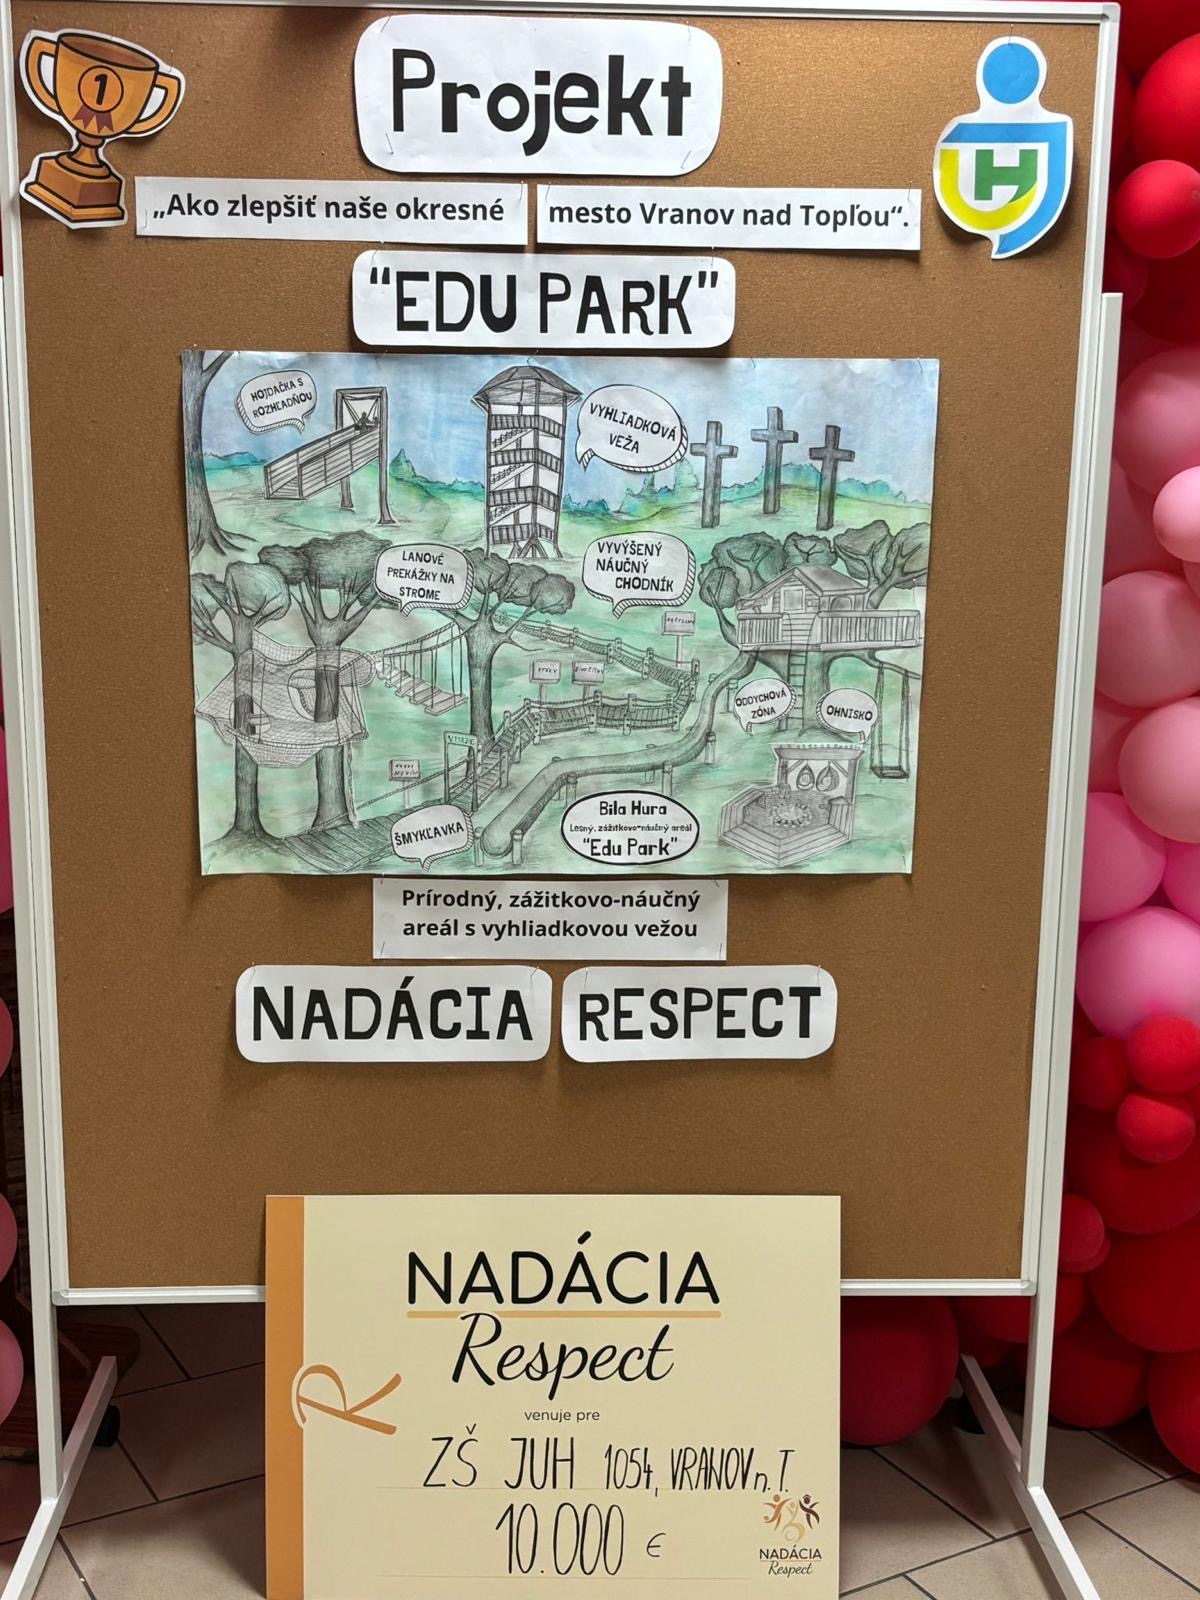 1
Projekt
„Ako zlepšiť naše okresné mesto Vranov nad Topľou“.
H
"EDU PARK"
HOJDAČKA S
ROZHĽADŇOU
VYHLIADKOVÁ
VEŽA
LANOVÉ
PREKÁŽKY NA
STROME
VYVÝŠENÝ
NÁUČNÝ
CHODNÍK
ODDYCHOVÁ
ZÓNA
OHNISKO
ŠMYKĽAVKA
Bila Hura
Lesný, zážitkovo-náučný areál
"Edu Park"
Prírodný, zážitkovo-náučný
areál s vyhliadkovou vežou
NADÁCIA RESPECT
NADÁCIA
Respect
R
venuje pre
ZŠ JUH 1054, VRANOV n. T.
10.000 €
NADÁCIA
Respect